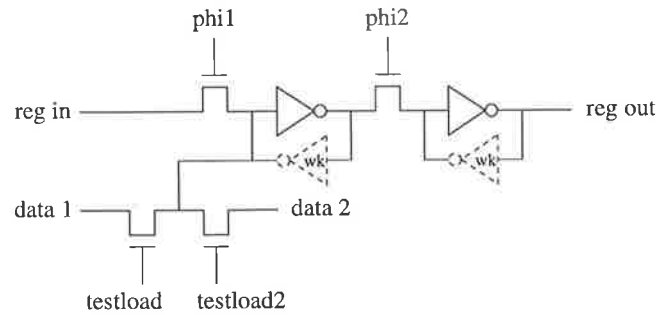 phi1
phi2
reg in
reg out
wk
wk
data 1
data 2
testload
testload2